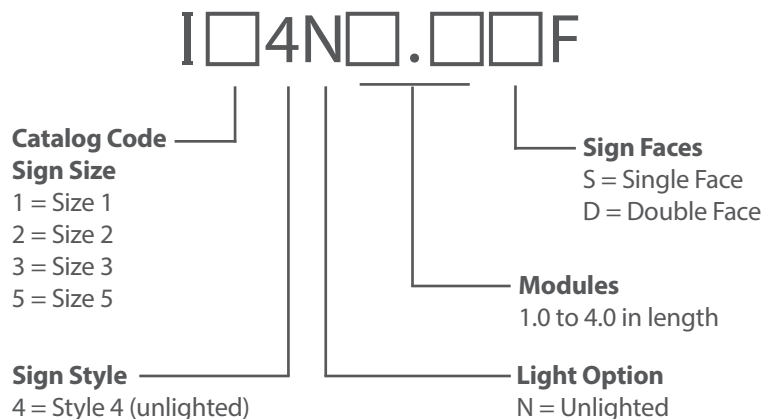 I□4N□.□□F
Catalog Code
Sign Size
1 = Size 1
2 = Size 2
3 = Size 3
5 = Size 5
Sign Faces
S = Single Face
D = Double Face
Modules
1.0 to 4.0 in length
Sign Style
4 = Style 4 (unlighted)
Light Option
N = Unlighted